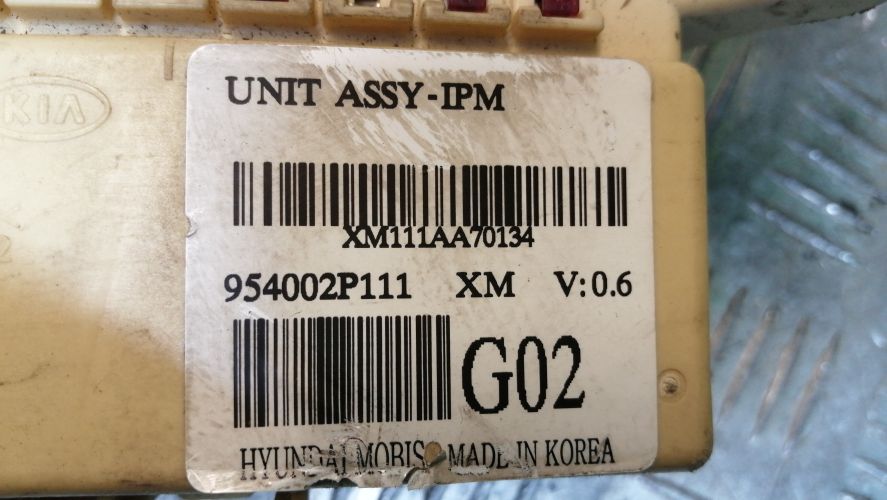 KIA
UNIT ASSY-IPM
XM111AA70134
954002P111 XM V:0.6
G02
HYUNDAI MOBIS MADE IN KOREA